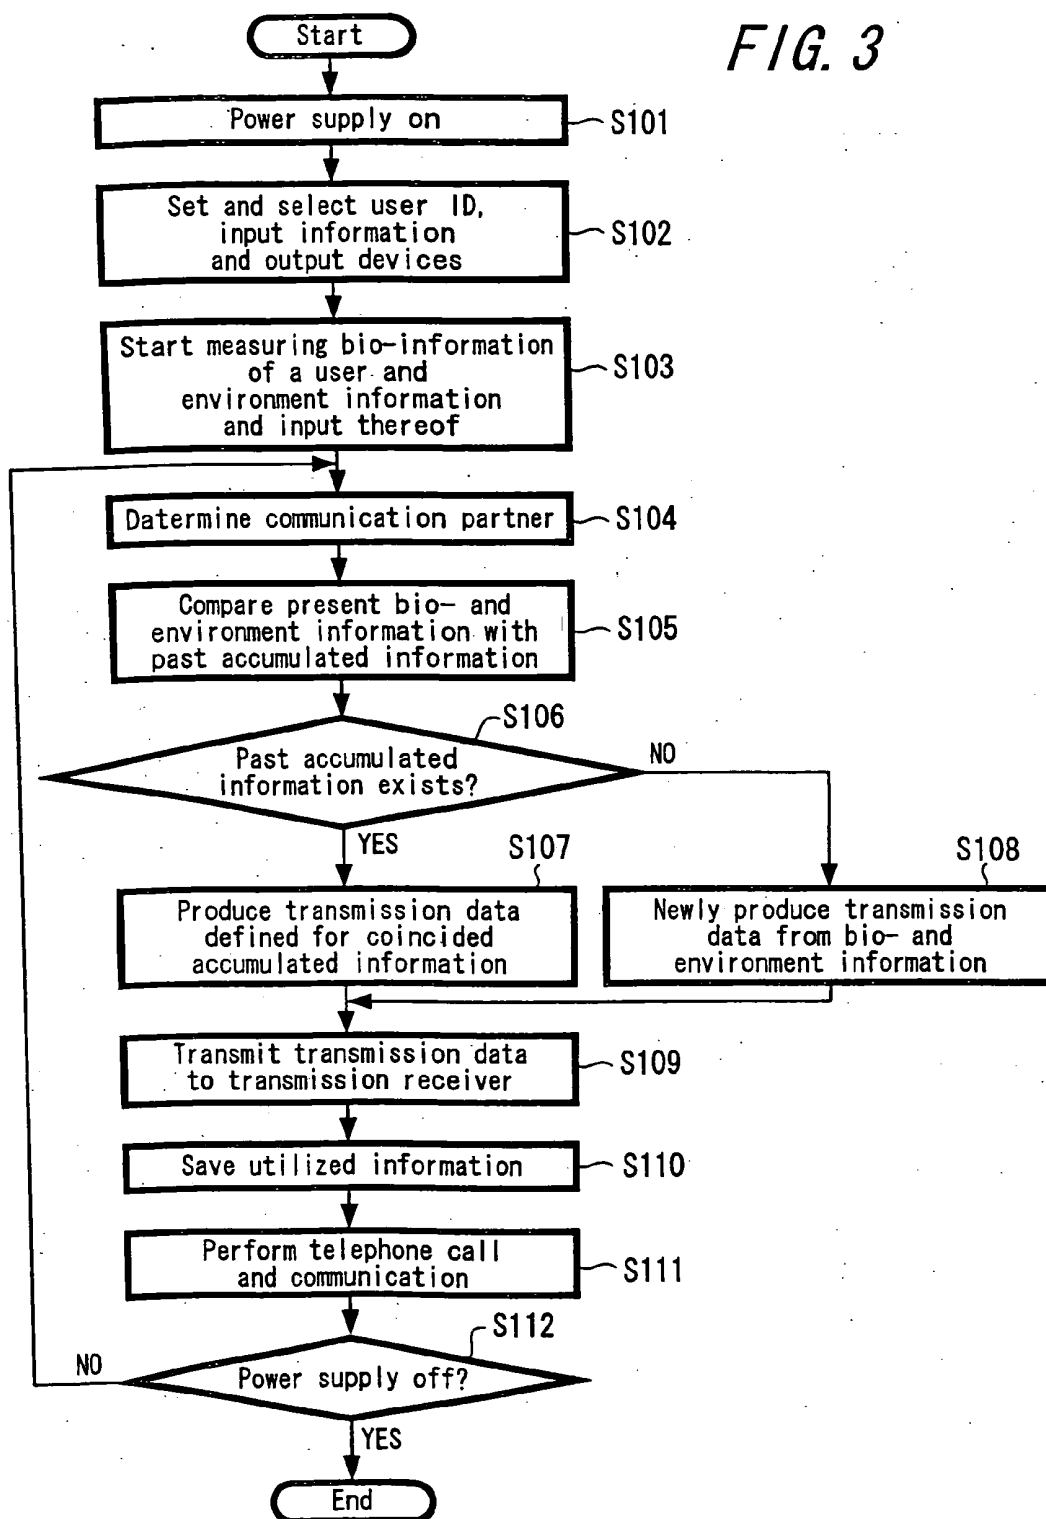 FIG. 3
Start
Power supply on
S101
Set and select user ID,
input information
and output devices
S102
Start measuring bio-information
of a user and
environment information
and input thereof
S103
Datermine communication partner
S104
Compare present bio- and
environment information with
past accumulated information
S105
S106
Past accumulated
information exists?
NO
YES
S107
Produce transmission data
defined for coincided
accumulated information
S108
Newly produce transmission
data from bio- and
environment information
Transmit transmission data
to transmission receiver
S109
Save utilized information
S110
Perform telephone call
and communication
S111
S112
Power supply off?
NO
YES
End